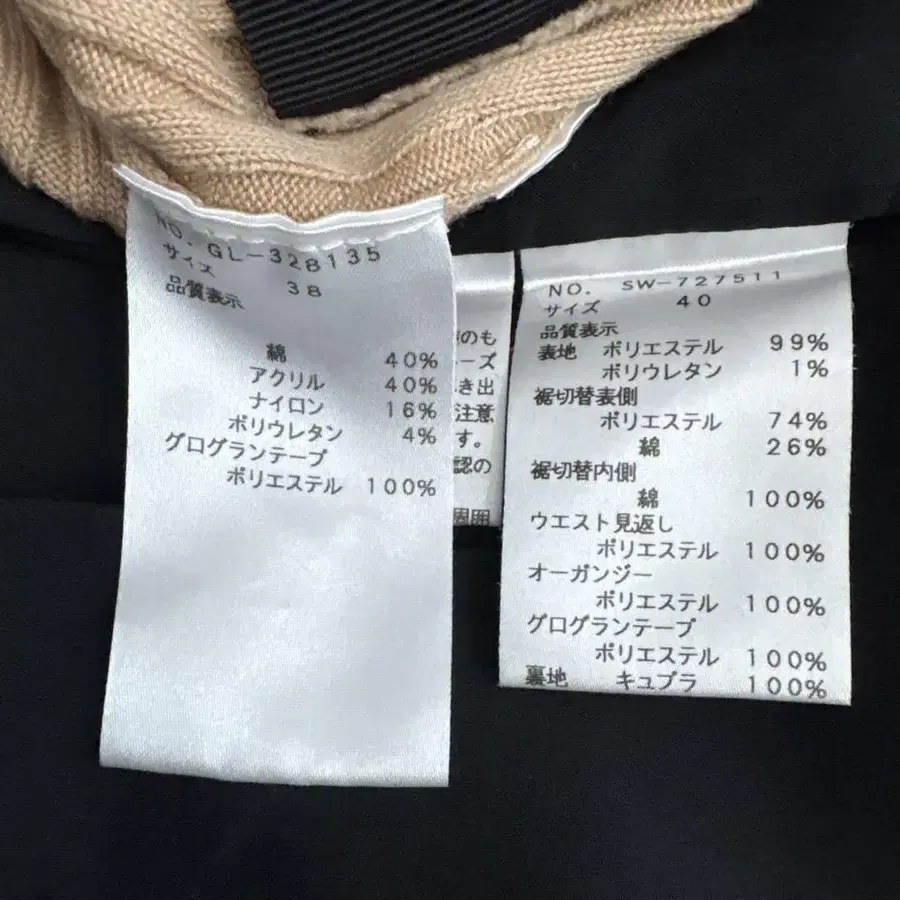 NO. GL-328135
サイズ 38
品質表示
綿 40%
アクリル 40%
ナイロン 16%
ポリウレタン 4%
グログランテープ
ポリエステル 100%
のも
ーズ
き出
注意
す。
認の
周囲
NO. SW-727511
サイズ 40
品質表示
表地 ポリエステル 99%
ポリウレタン 1%
裾切替表側
ポリエステル 74%
綿 26%
裾切替内側
綿 100%
ウエスト見返し
ポリエステル 100%
オーガンジー
ポリエステル 100%
グログランテープ
ポリエステル 100%
裏地 キュプラ 100%